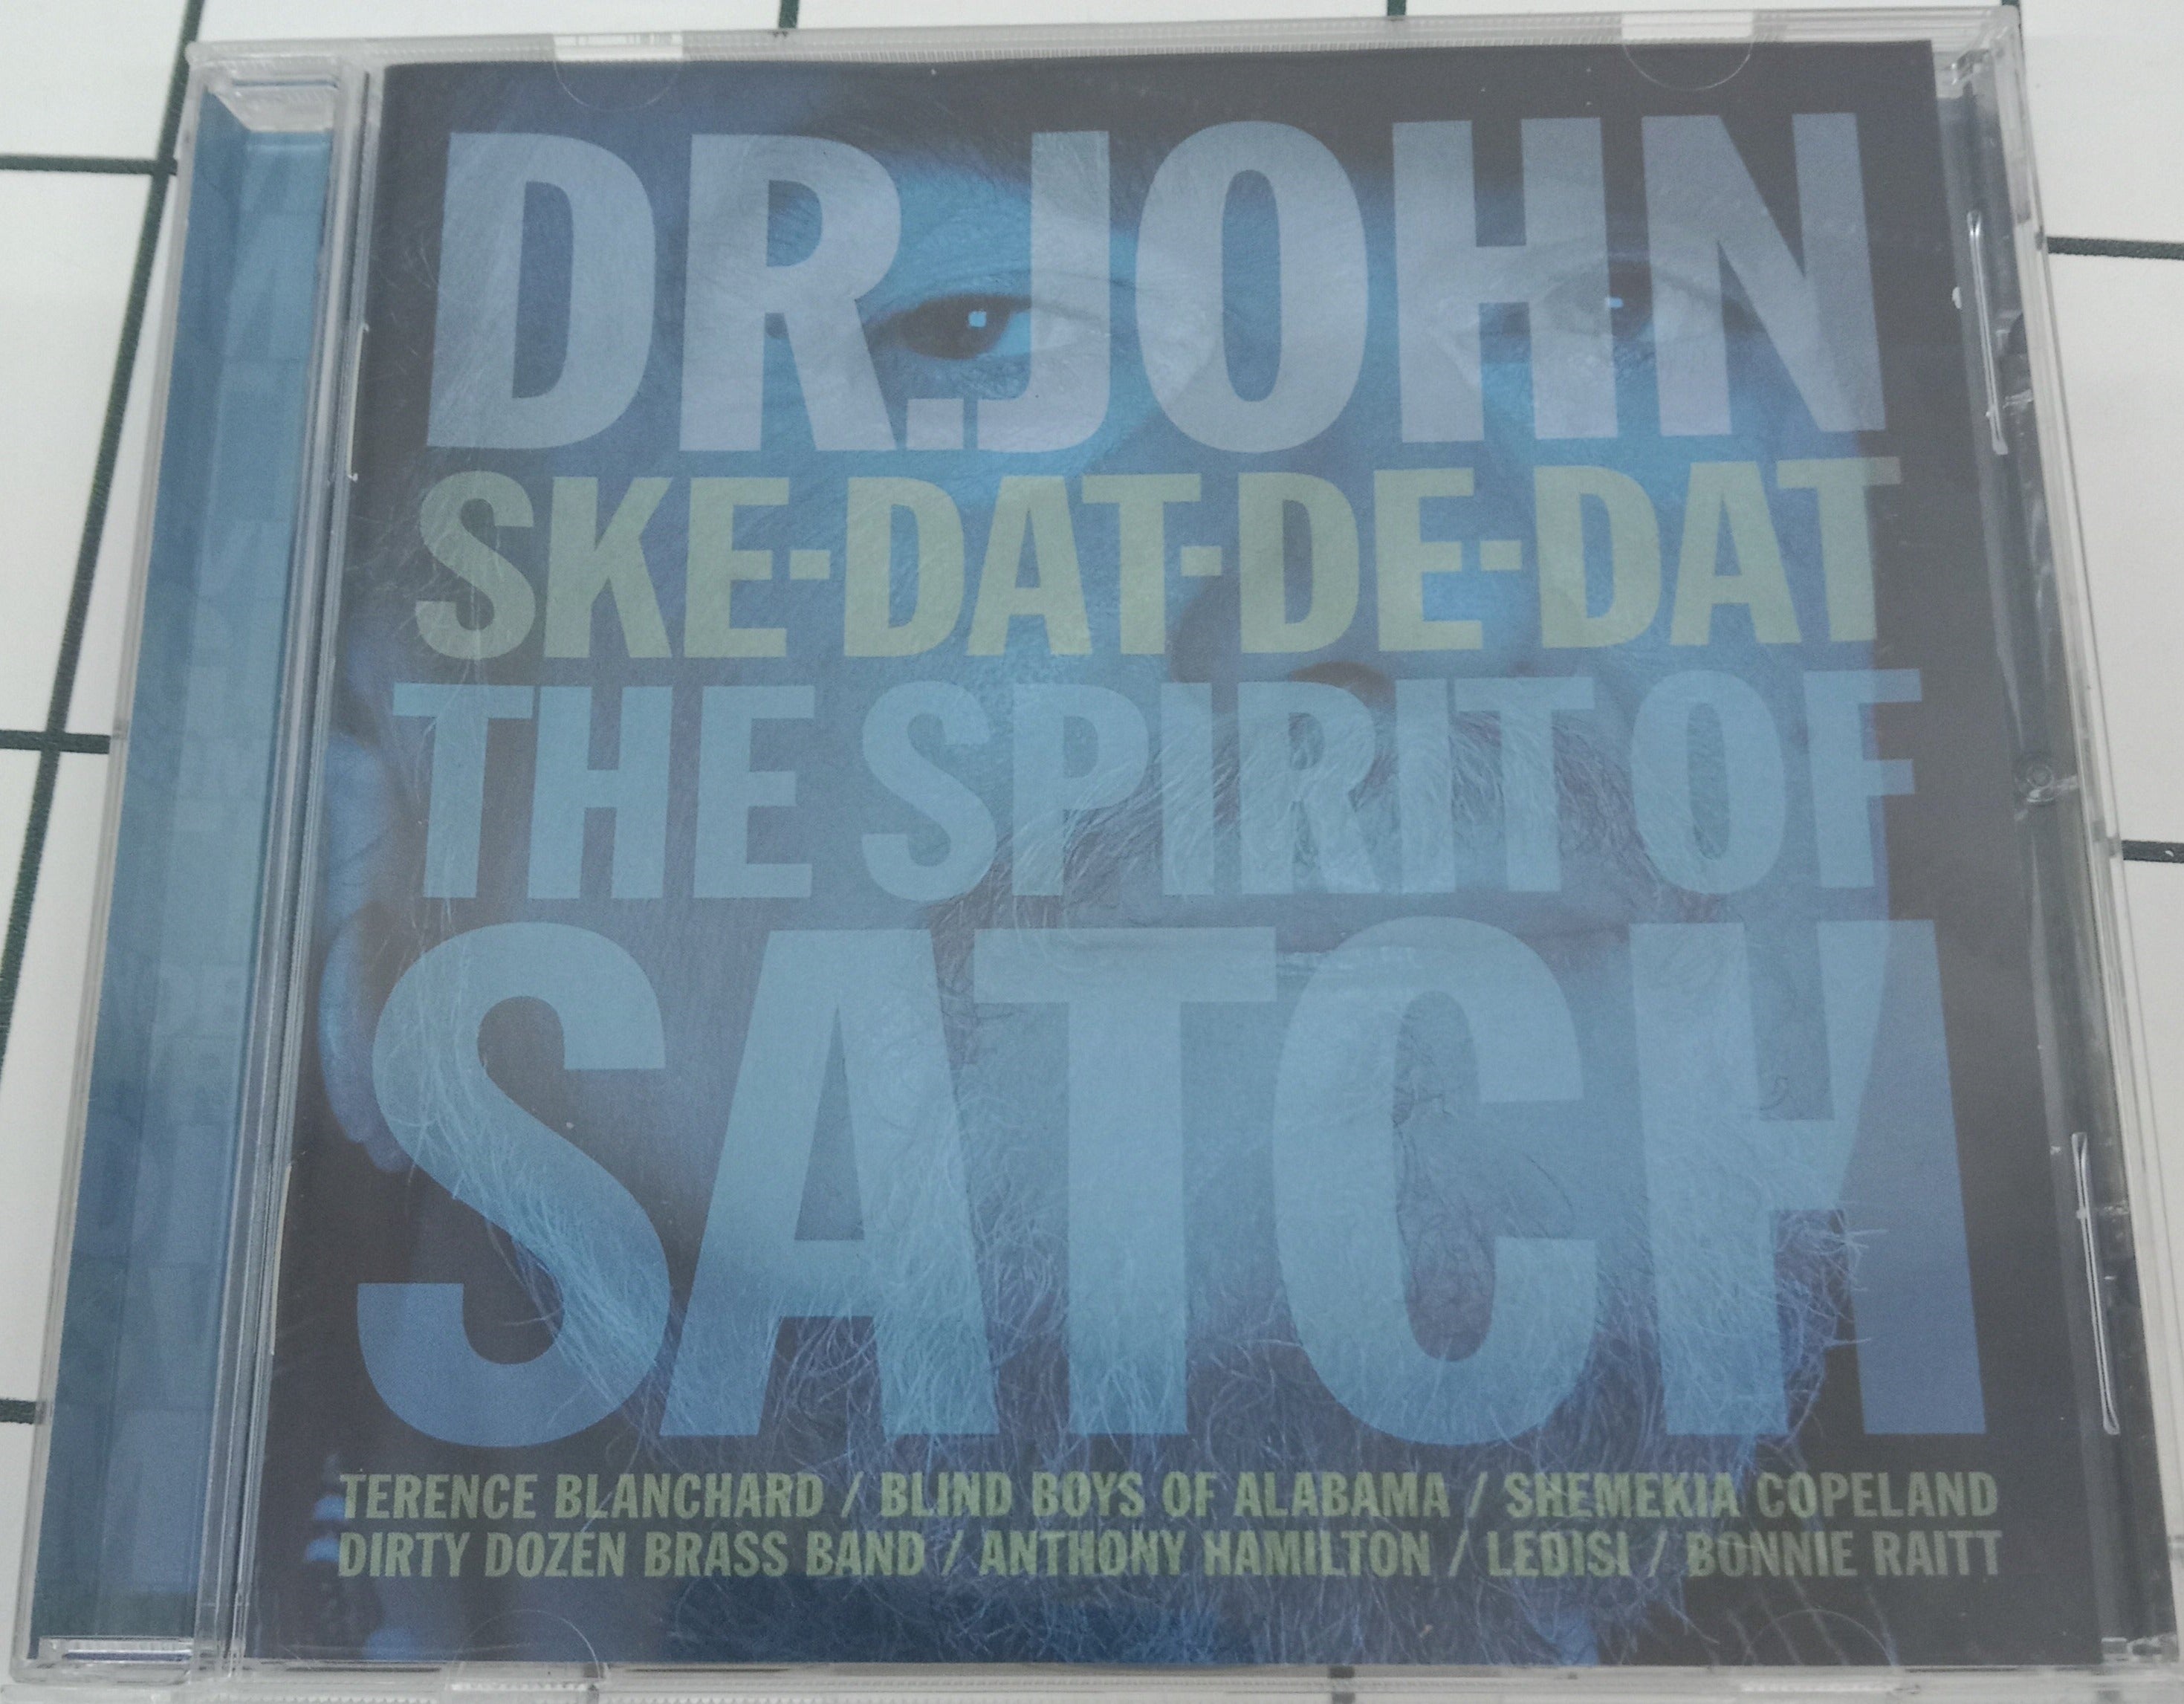 DR. JOHN
SKE-DAT-DE-DAT
THE SPIRIT OF
SATCH
TERENCE BLANCHARD / BLIND BOYS OF ALABAMA / SHEMEKIA COPELAND
DIRTY DOZEN BRASS BAND / ANTHONY HAMILTON / LEDISI / BONNIE RAITT